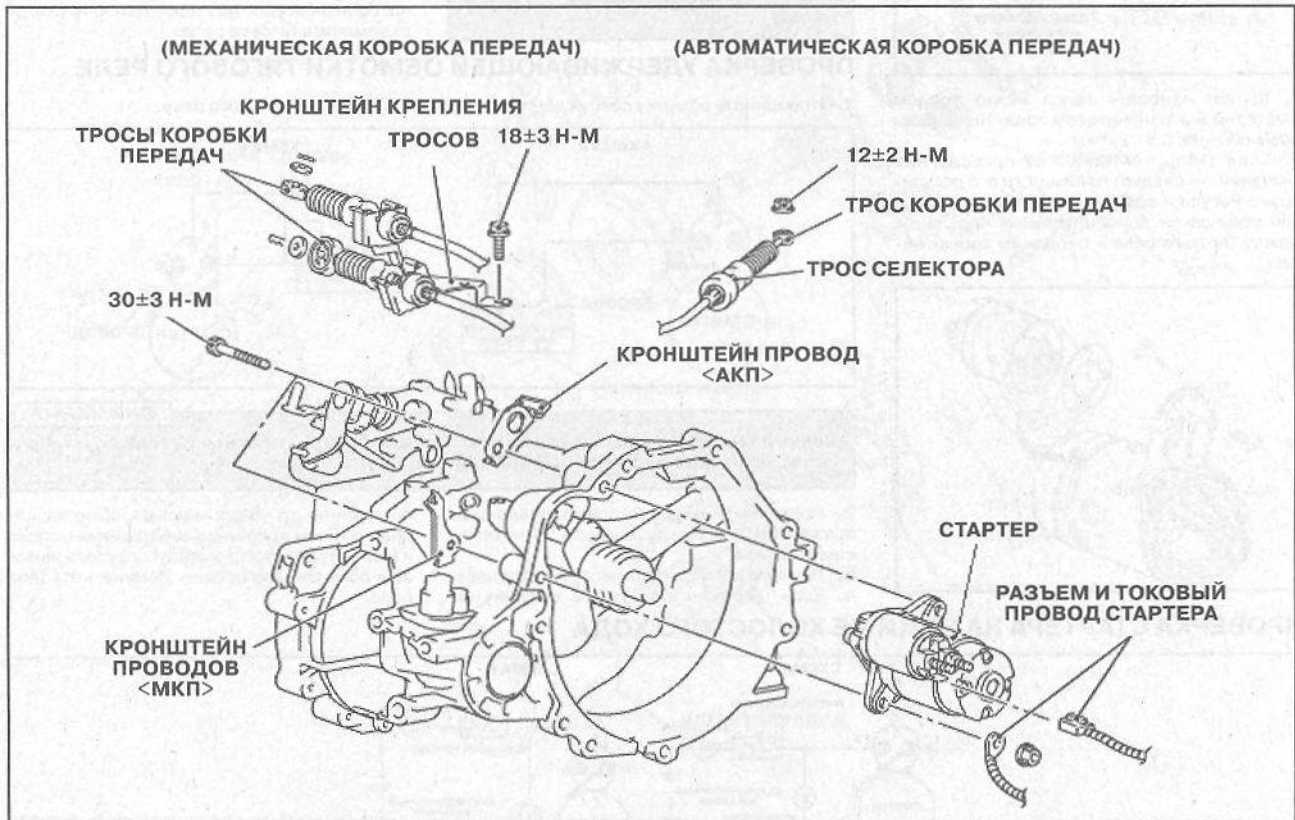 (МЕХАНИЧЕСКАЯ КОРОБКА ПЕРЕДАЧ)
(АВТОМАТИЧЕСКАЯ КОРОБКА ПЕРЕДАЧ)
КРОНШТЕЙН КРЕПЛЕНИЯ
ТРОСОВ
ТРОСЫ КОРОБКИ
ПЕРЕДАЧ
18±3 Н-М
12±2 Н-М
ТРОС КОРОБКИ ПЕРЕДАЧ
ТРОС СЕЛЕКТОРА
30±3 Н-М
КРОНШТЕЙН ПРОВОД
<АКП>
СТАРТЕР
РАЗЪЕМ И ТОКОВЫЙ
ПРОВОД СТАРТЕРА
КРОНШТЕЙН
ПРОВОДОВ
<МКП>